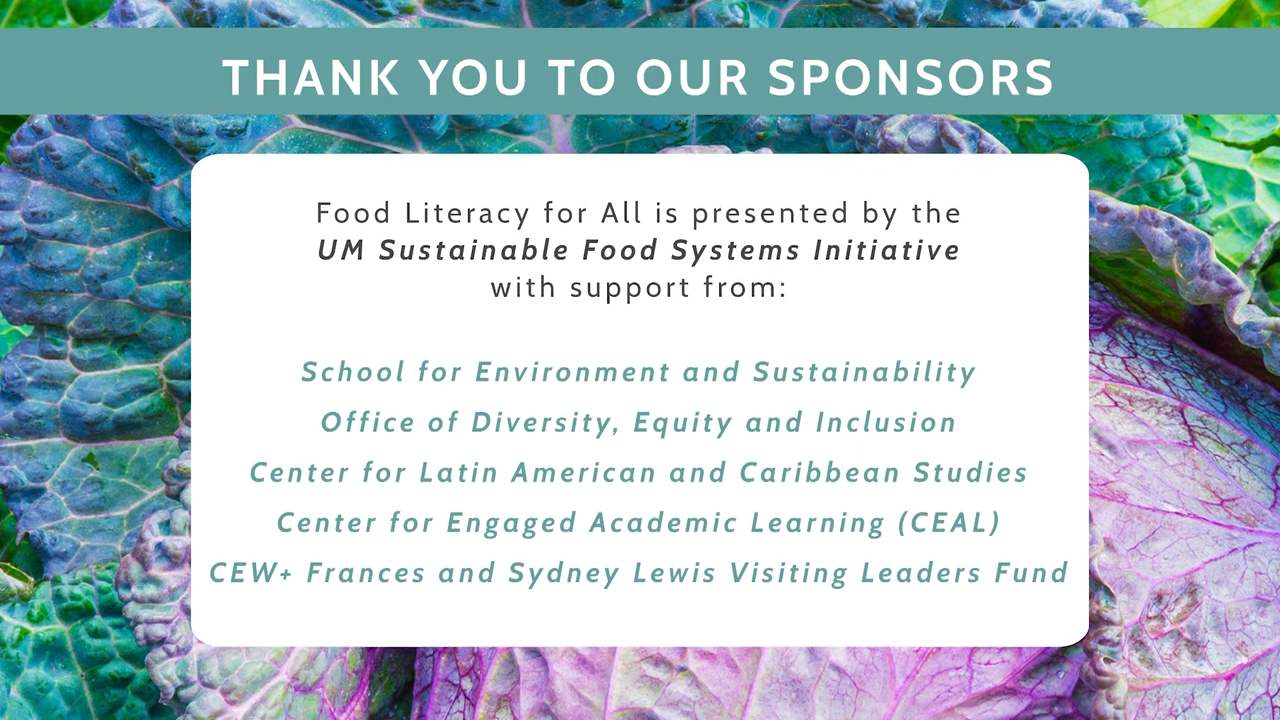 THANK YOU TO OUR SPONSORS
Food Literacy for All is presented by the
UM Sustainable Food Systems Initiative
with support from:
School for Environment and Sustainability
Office of Diversity, Equity and Inclusion
Center for Latin American and Caribbean Studies
Center for Engaged Academic Learning (CEAL)
CEW+ Frances and Sydney Lewis Visiting Leaders Fund